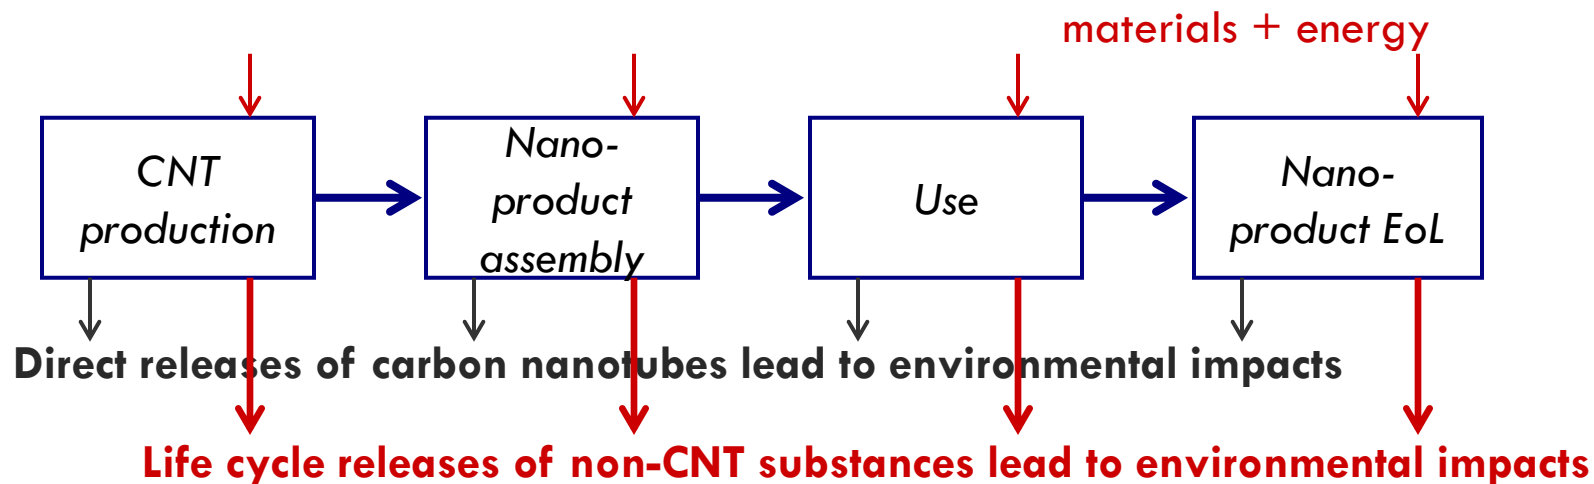 materials + energy
CNT
production
Nano-
product
assembly
Use
Nano-
product EoL
Direct releases of carbon nanotubes lead to environmental impacts
Life cycle releases of non-CNT substances lead to environmental impacts